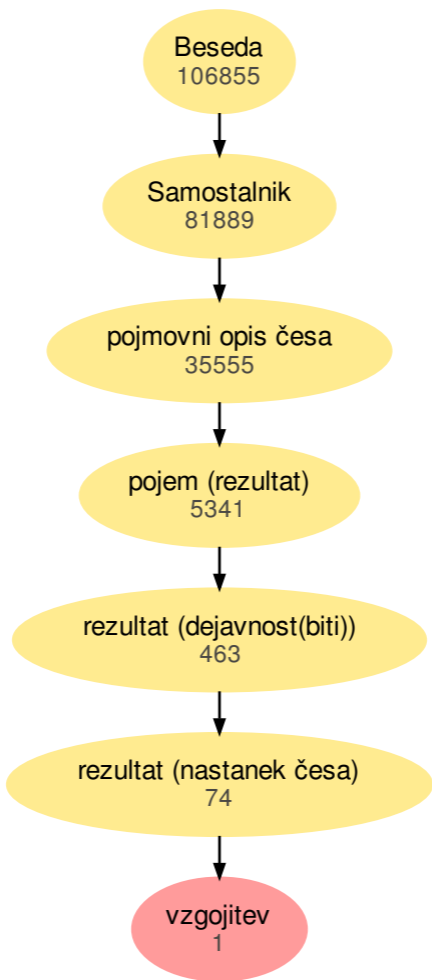 Beseda
106855
Samostalnik
81889
pojmovni opis česa
35555
pojem (rezultat)
5341
rezultat (dejavnost(biti))
463
rezultat (nastanek česa)
74
vzgojitev
1